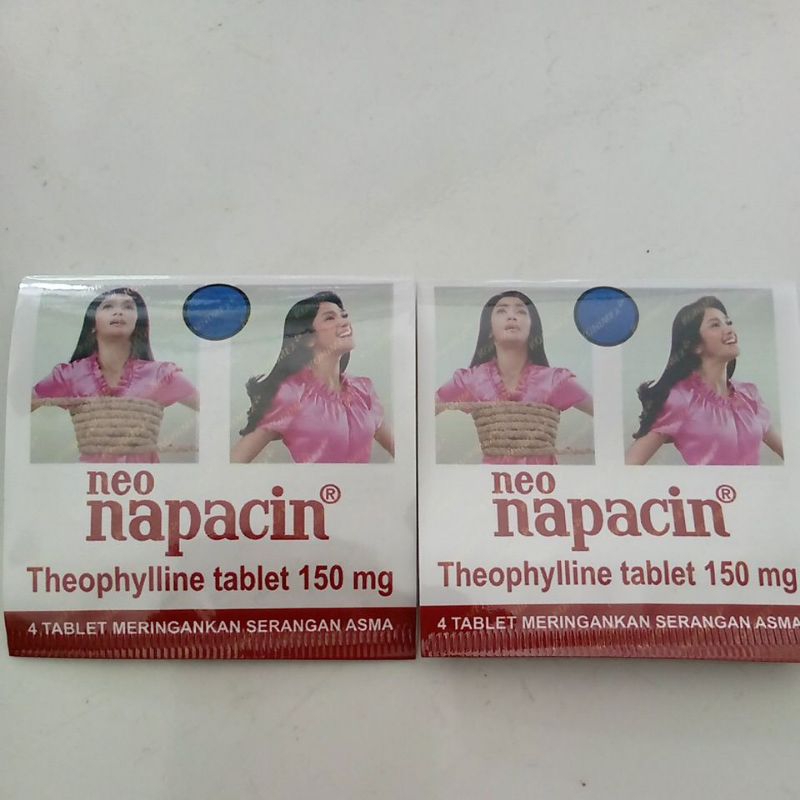 neo
napacin®
Theophylline tablet 150 mg
4 TABLET MERINGANKAN SERANGAN ASMA
neo
napacin®
Theophylline tablet 150 mg
4 TABLET MERINGANKAN SERANGAN ASMA